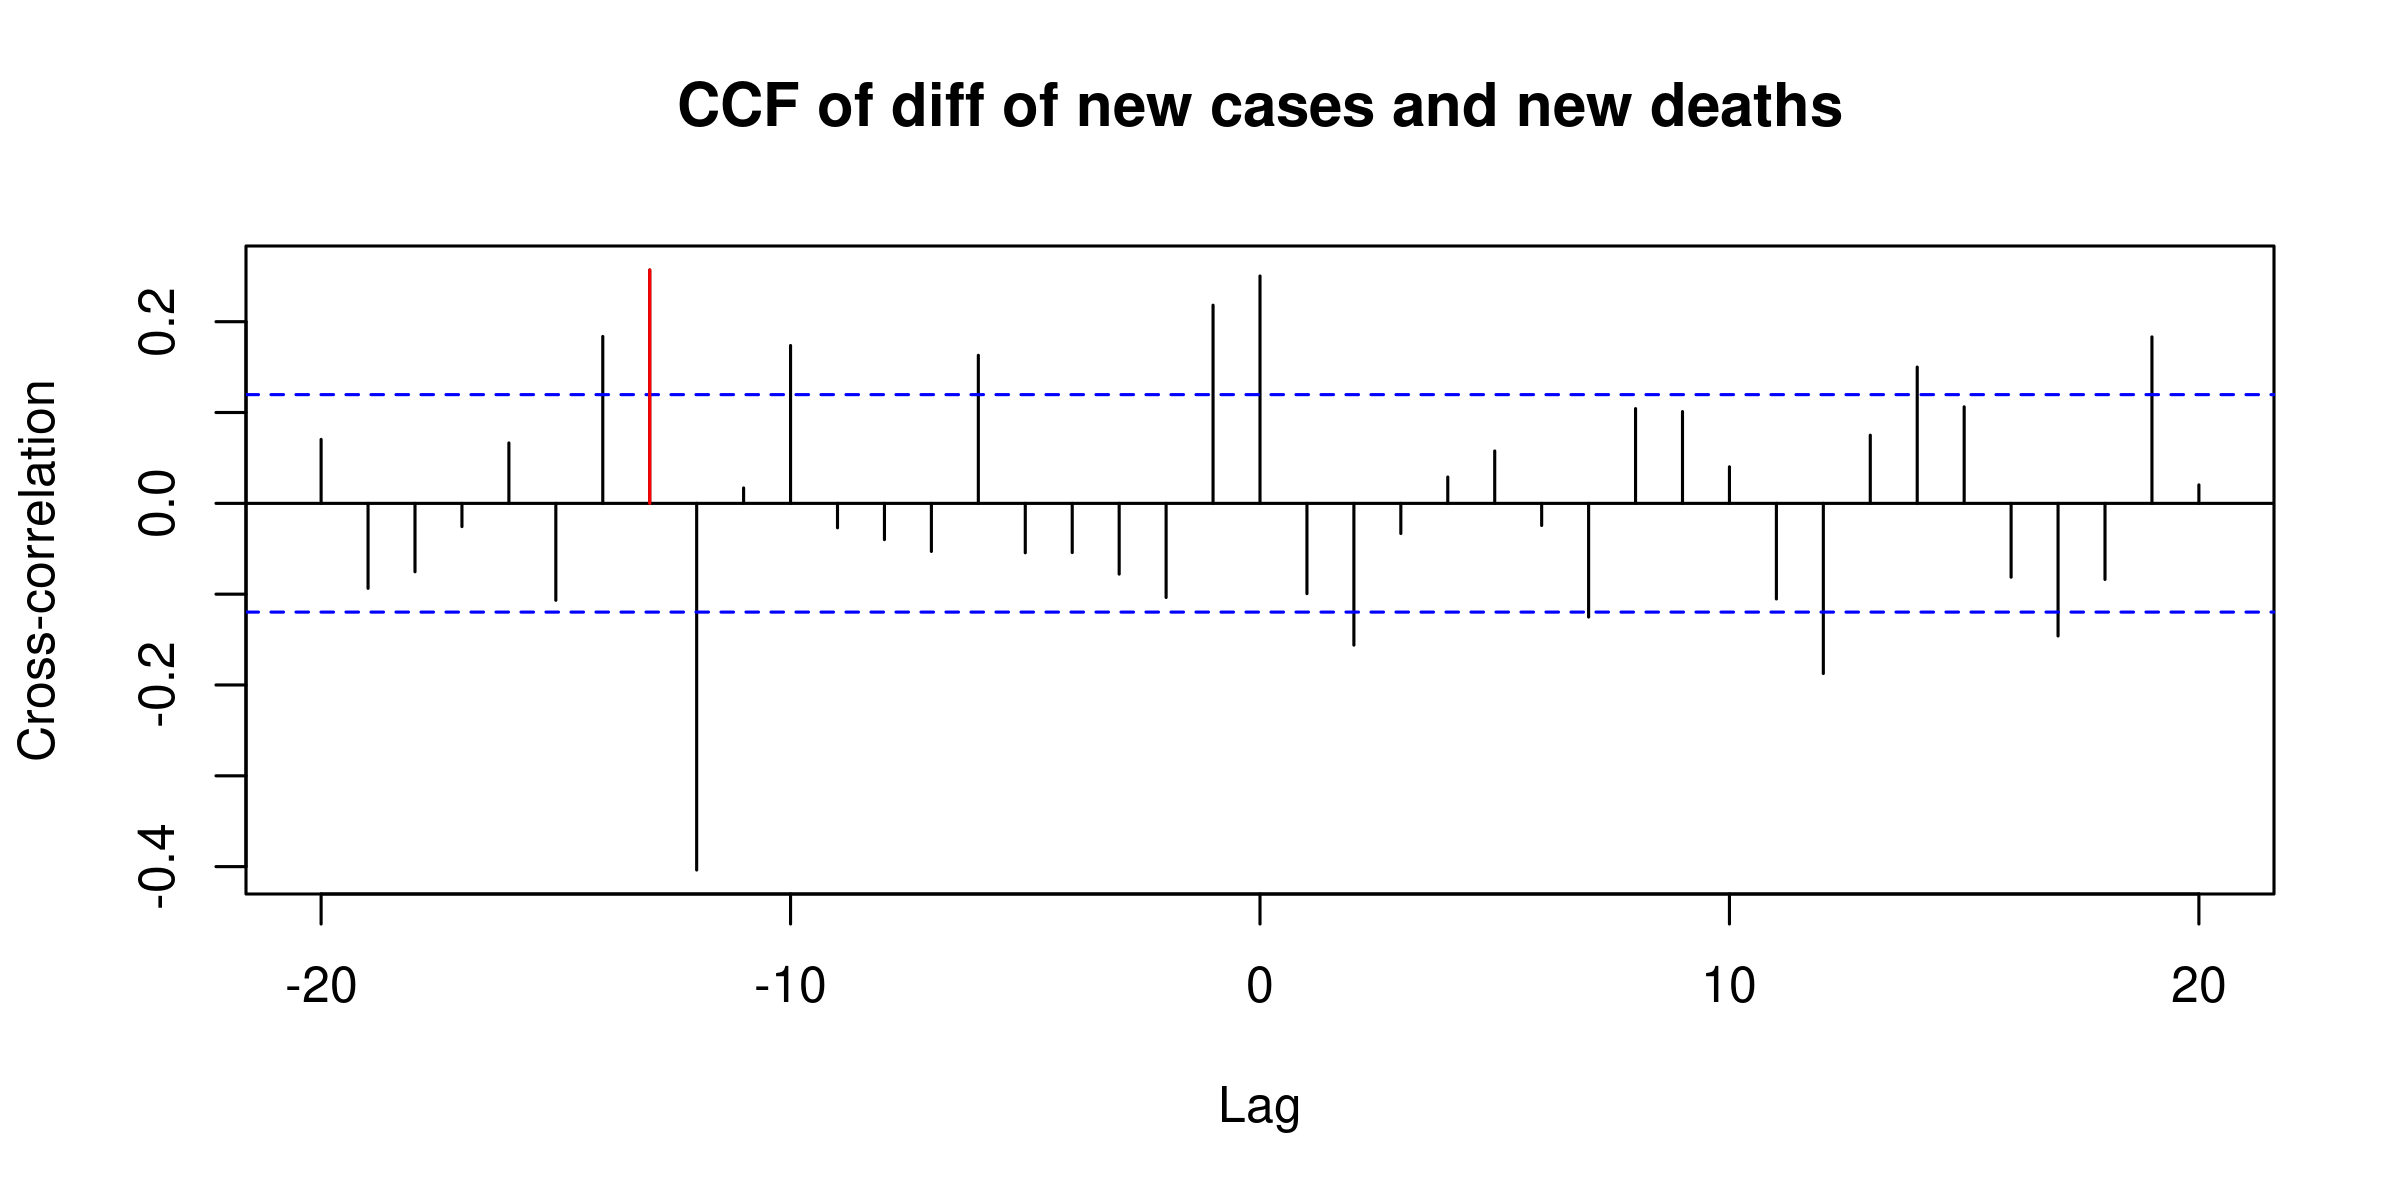 CCF of diff of new cases and new deaths
Cross-correlation
0.2
0.0
-0.2
-0.4
-20 -10 0 10 20
Lag